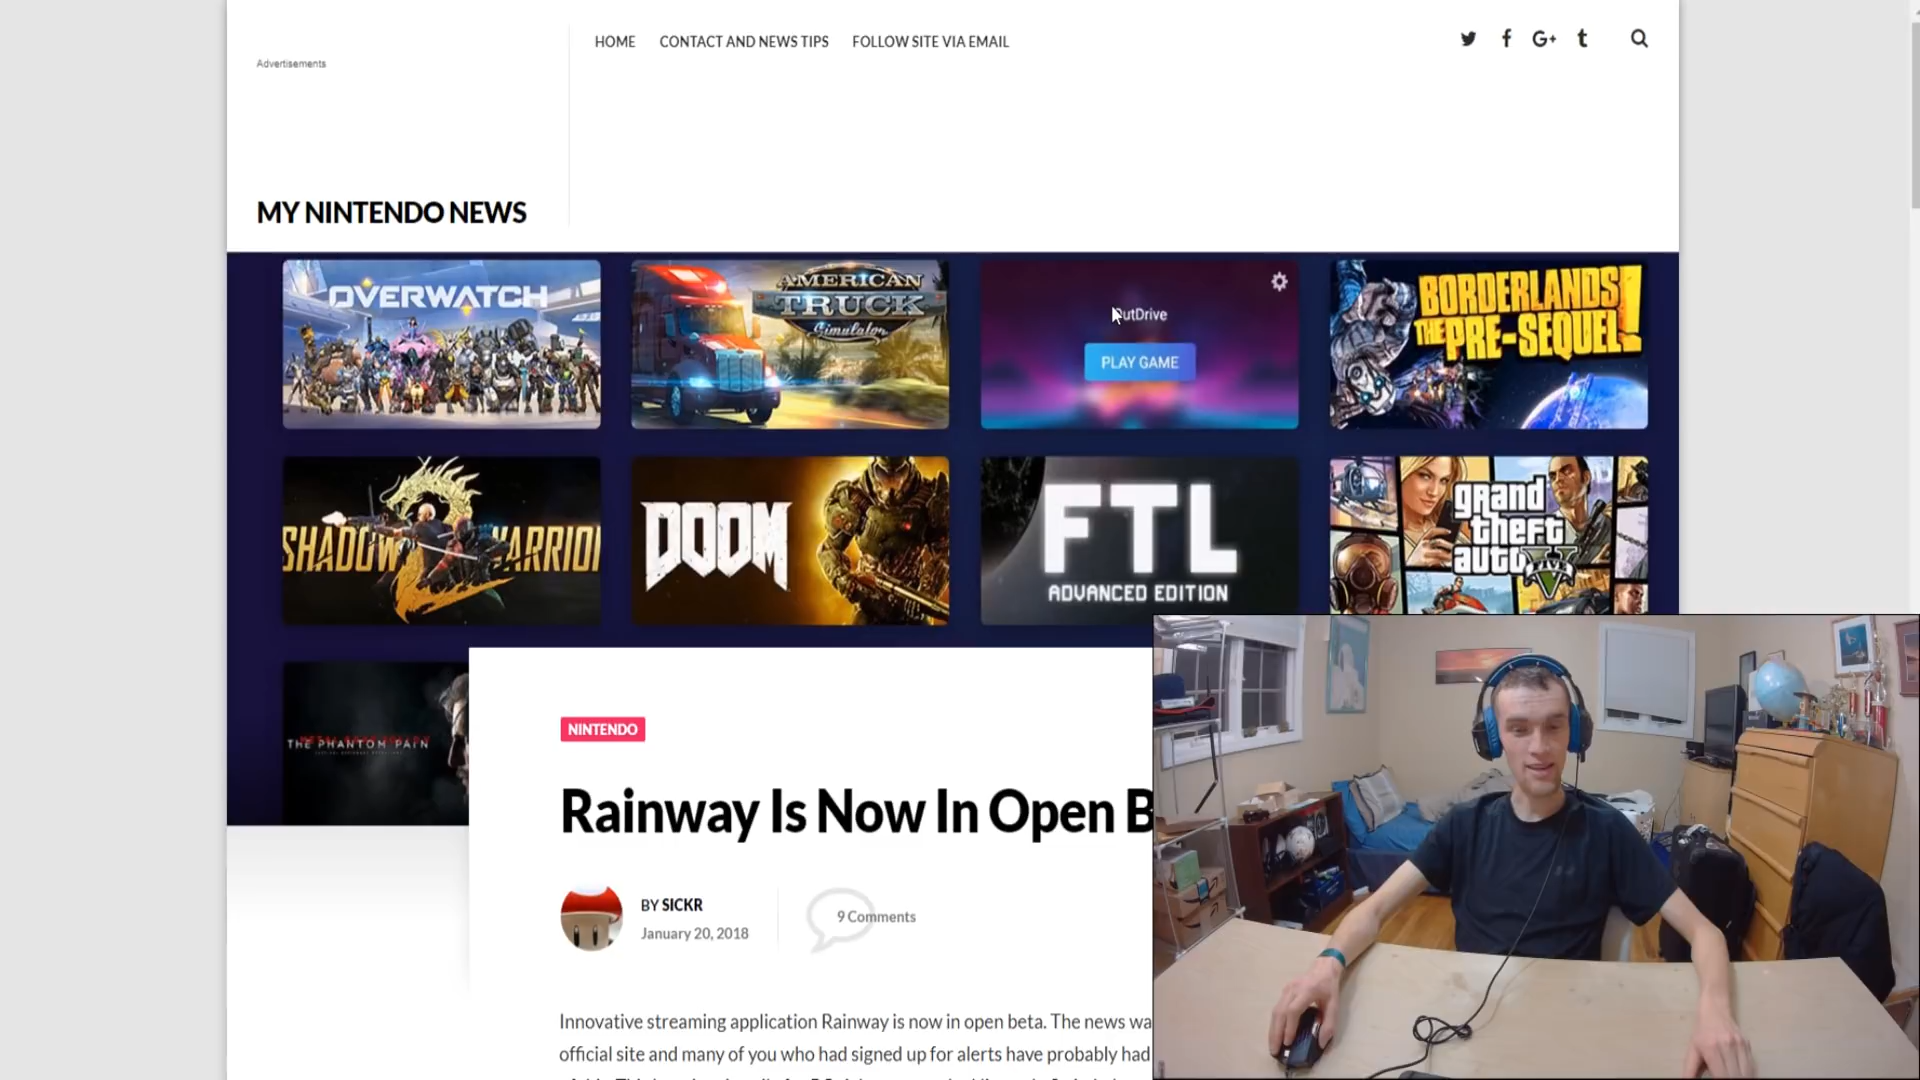 HOME CONTACT AND NEWS TIPS FOLLOW SITE VIA EMAIL
Advertisements
MY NINTENDO NEWS
OVERWATCH
AMERICAN
TRUCK
Simulator
OutDrive
PLAY GAME
BORDERLANDS
THE PRE-SEQUEL!
SHADOW WARRIOR
2
DOOM
FTL
ADVANCED EDITION
grand
theft
auto
V
FIVE
THE PHANTOM PAIN
NINTENDO
Rainway Is Now In Open B
BY SICKR
January 20, 2018
9 Comments
Innovative streaming application Rainway is now in open beta. The news wa
official site and many of you who had signed up for alerts have probably had